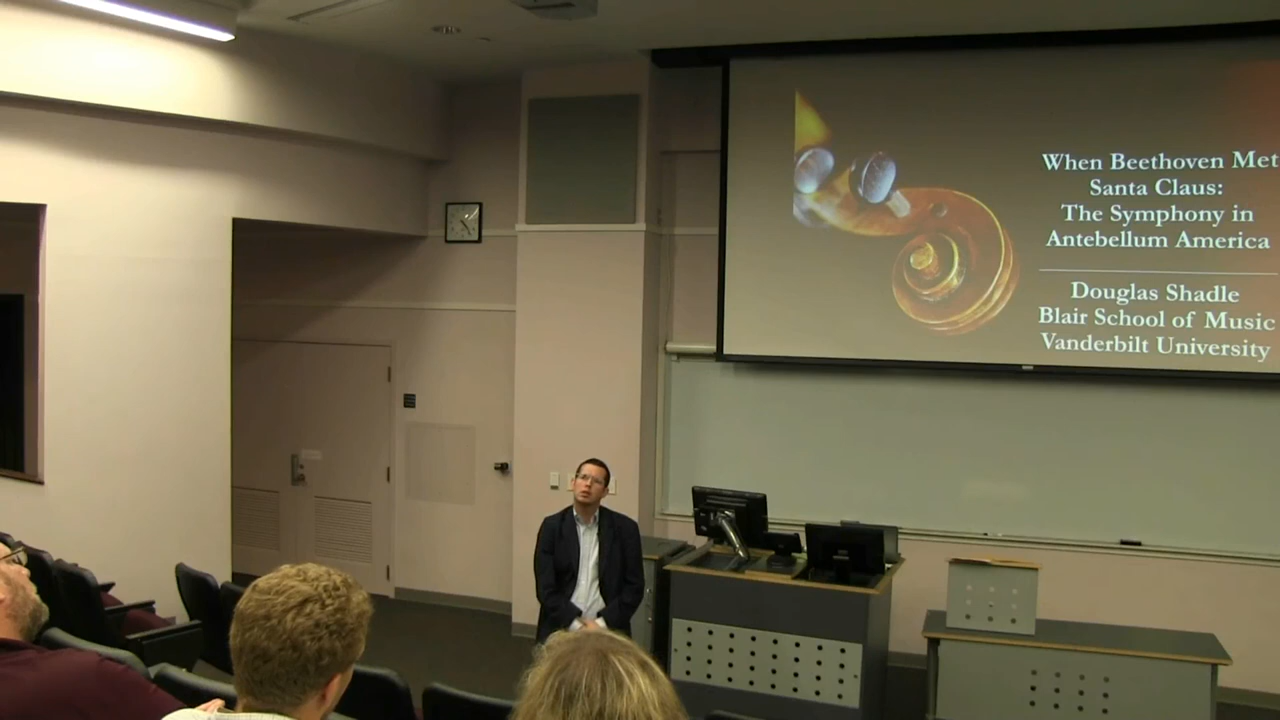 When Beethoven Met
Santa Claus:
The Symphony in
Antebellum America
Douglas Shadle
Blair School of Music
Vanderbilt University